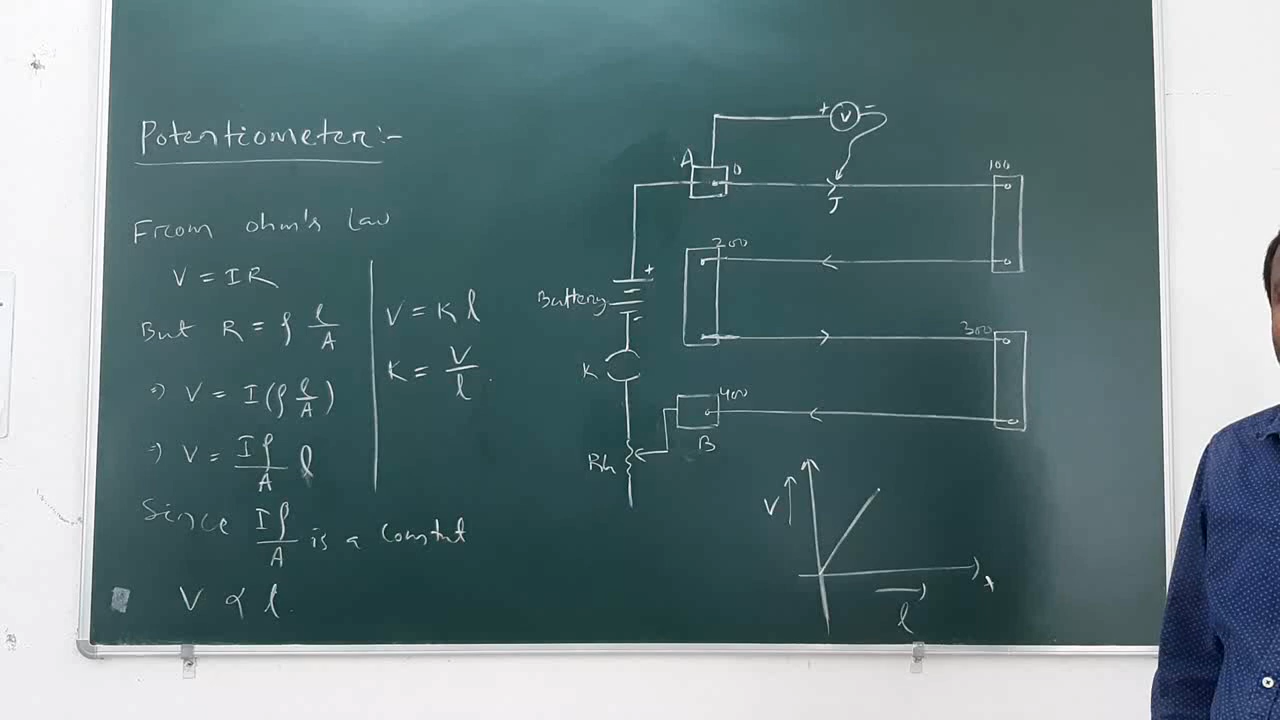 Potentiometer:-
From ohm's Law
V = IR
But R = ρ l/A
⇒ V = I(ρ l/A)
⇒ V = Iρ/A l
Since Iρ/A is a constant
V ∝ l.
V = K l
K = V/l.
+ V -
A 0
J
100
200
300
400
B
+
Battery
-
K
Rh
V
l